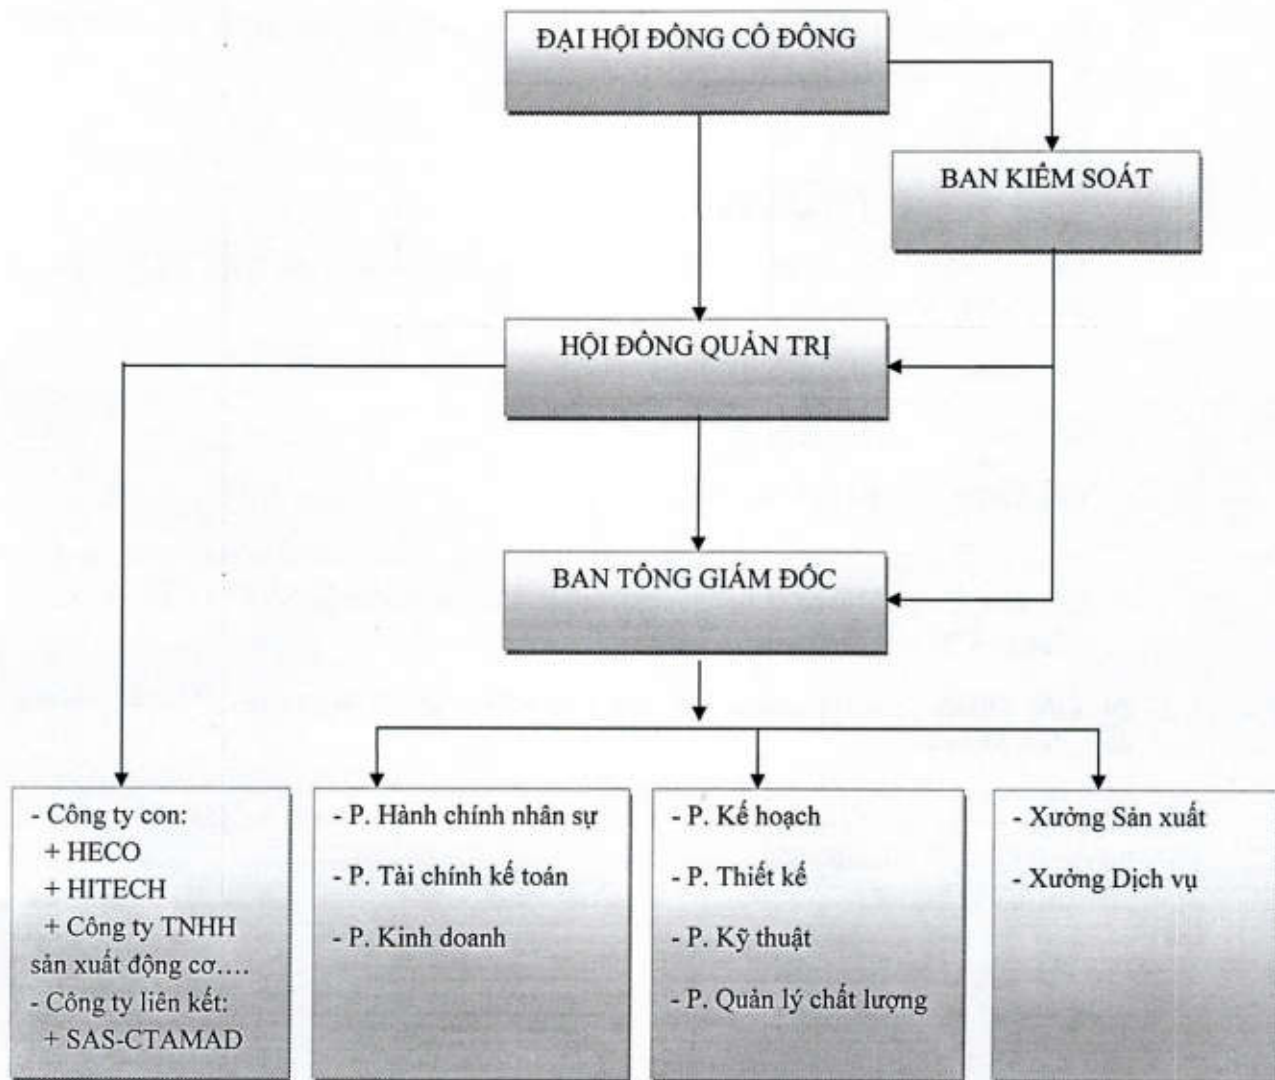 ĐẠI HỘI ĐỒNG CỔ ĐÔNG
BAN KIỂM SOÁT
HỘI ĐỒNG QUẢN TRỊ
BAN TỔNG GIÁM ĐỐC
- Công ty con:
+ HECO
+ HITECH
+ Công ty TNHH
sản xuất động cơ....
- Công ty liên kết:
+ SAS-CTAMAD
- P. Hành chính nhân sự
- P. Tài chính kế toán
- P. Kinh doanh
- P. Kế hoạch
- P. Thiết kế
- P. Kỹ thuật
- P. Quản lý chất lượng
- Xưởng Sản xuất
- Xưởng Dịch vụ